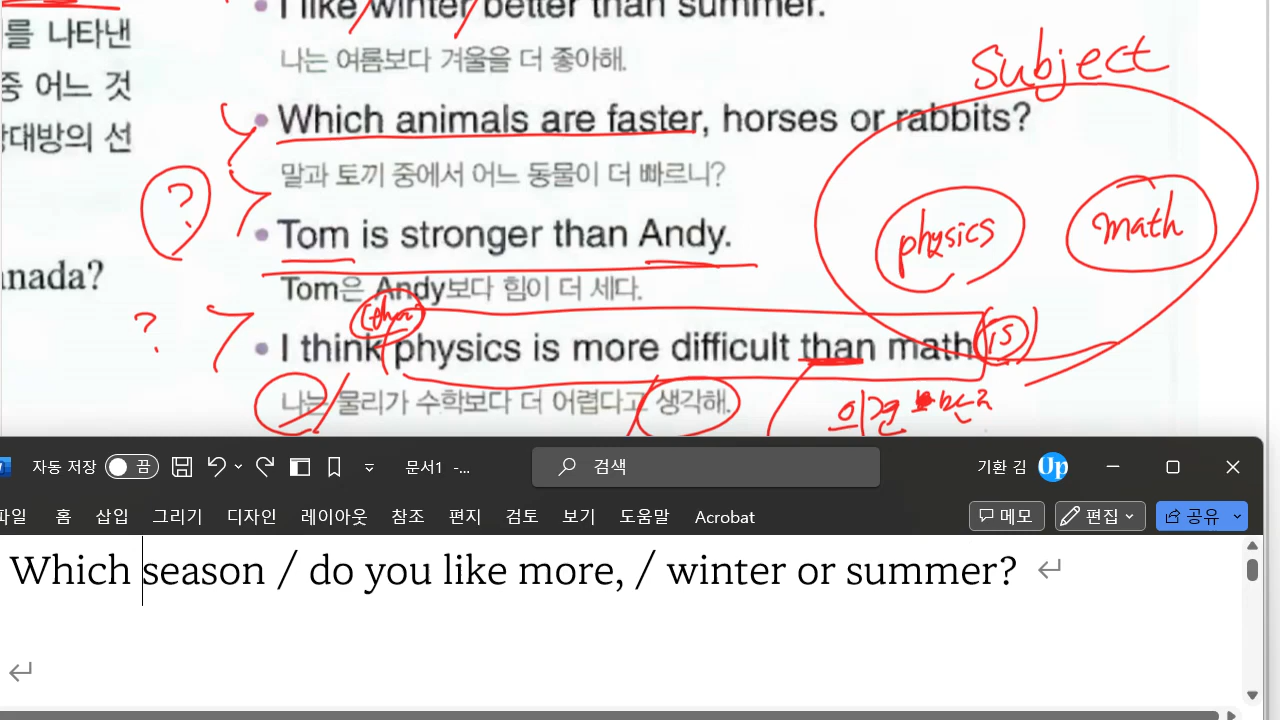 • I like winter better than summer.
를 나타낸
나는 여름보다 겨울을 더 좋아해.
subject
중 어느 것
• Which animals are faster, horses or rabbits?
상대방의 선
말과 토끼 중에서 어느 동물이 더 빠르니?
?
physics
math
• Tom is stronger than Andy.
nada?
Tom은 Andy보다 힘이 더 세다.
?
• I think physics is more difficult than math (is)
나는 물리가 수학보다 더 어렵다고 생각해.
의견
자동 저장 끔
문서1 -...
검색
기환 김
Up
파일 홈 삽입 그리기 디자인 레이아웃 참조 편지 검토 보기 도움말 Acrobat
메모 편집 공유
Which season / do you like more, / winter or summer?